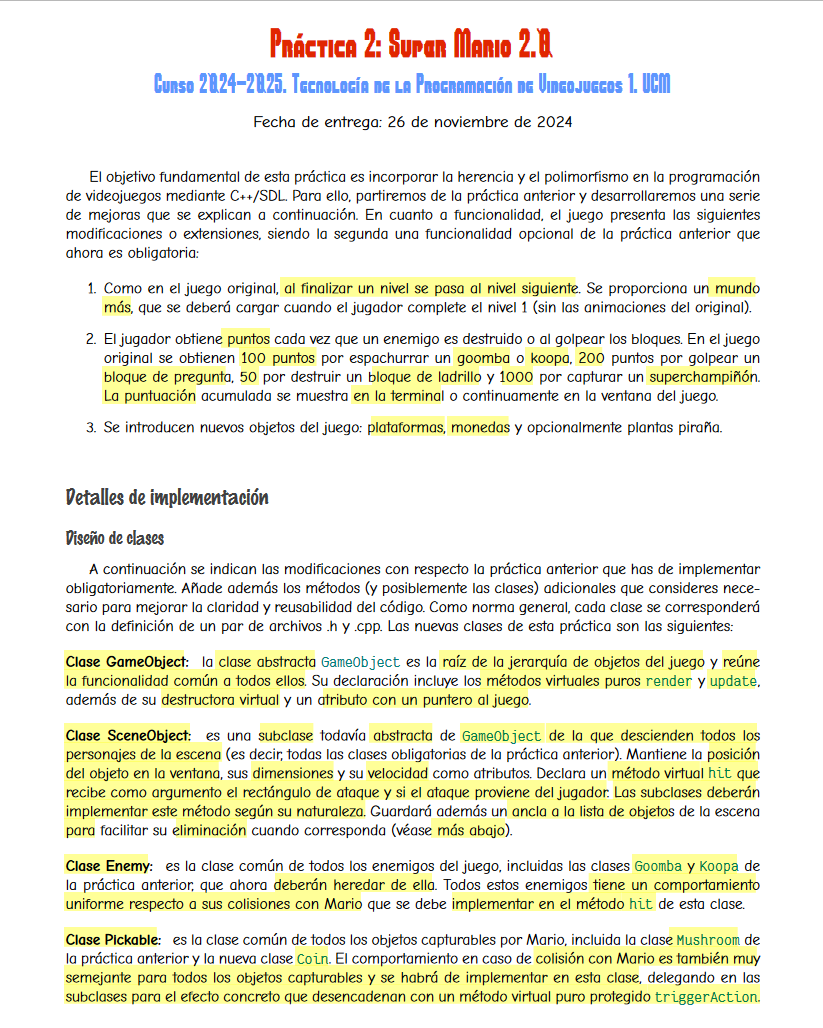 Práctica 2: Super Mario 2.0
Curso 2024-2025. Tecnología de la Programación de Videojuegos 1. UCM
Fecha de entrega: 26 de noviembre de 2024
El objetivo fundamental de esta práctica es incorporar la herencia y el polimorfismo en la programación
de videojuegos mediante C++/SDL. Para ello, partiremos de la práctica anterior y desarrollaremos una serie
de mejoras que se explican a continuación. En cuanto a funcionalidad, el juego presenta las siguientes
modificaciones o extensiones, siendo la segunda una funcionalidad opcional de la práctica anterior que
ahora es obligatoria:
1. Como en el juego original, al finalizar un nivel se pasa al nivel siguiente. Se proporciona un mundo
más, que se deberá cargar cuando el jugador complete el nivel 1 (sin las animaciones del original).
2. El jugador obtiene puntos cada vez que un enemigo es destruido o al golpear los bloques. En el juego
original se obtienen 100 puntos por espachurrar un goomba o koopa, 200 puntos por golpear un
bloque de pregunta, 50 por destruir un bloque de ladrillo y 1000 por capturar un superchampiñón.
La puntuación acumulada se muestra en la terminal o continuamente en la ventana del juego.
3. Se introducen nuevos objetos del juego: plataformas, monedas y opcionalmente plantas piraña.
Detalles de implementación
Diseño de clases
A continuación se indican las modificaciones con respecto la práctica anterior que has de implementar
obligatoriamente. Añade además los métodos (y posiblemente las clases) adicionales que consideres nece-
sario para mejorar la claridad y reusabilidad del código. Como norma general, cada clase se corresponderá
con la definición de un par de archivos .h y .cpp. Las nuevas clases de esta práctica son las siguientes:
Clase GameObject: la clase abstracta GameObject es la raíz de la jerarquía de objetos del juego y reúne
la funcionalidad común a todos ellos. Su declaración incluye los métodos virtuales puros render y update,
además de su destructora virtual y un atributo con un puntero al juego.
Clase SceneObject: es una subclase todavía abstracta de GameObject de la que descienden todos los
personajes de la escena (es decir, todas las clases obligatorias de la práctica anterior). Mantiene la posición
del objeto en la ventana, sus dimensiones y su velocidad como atributos. Declara un método virtual hit que
recibe como argumento el rectángulo de ataque y si el ataque proviene del jugador. Las subclases deberán
implementar este método según su naturaleza. Guardará además un ancla a la lista de objetos de la escena
para facilitar su eliminación cuando corresponda (véase más abajo).
Clase Enemy: es la clase común de todos los enemigos del juego, incluidas las clases Goomba y Koopa de
la práctica anterior, que ahora deberán heredar de ella. Todos estos enemigos tiene un comportamiento
uniforme respecto a sus colisiones con Mario que se debe implementar en el método hit de esta clase.
Clase Pickable: es la clase común de todos los objetos capturables por Mario, incluida la clase Mushroom de
la práctica anterior y la nueva clase Coin. El comportamiento en caso de colisión con Mario es también muy
semejante para todos los objetos capturables y se habrá de implementar en esta clase, delegando en las
subclases para el efecto concreto que desencadenan con un método virtual puro protegido triggerAction.